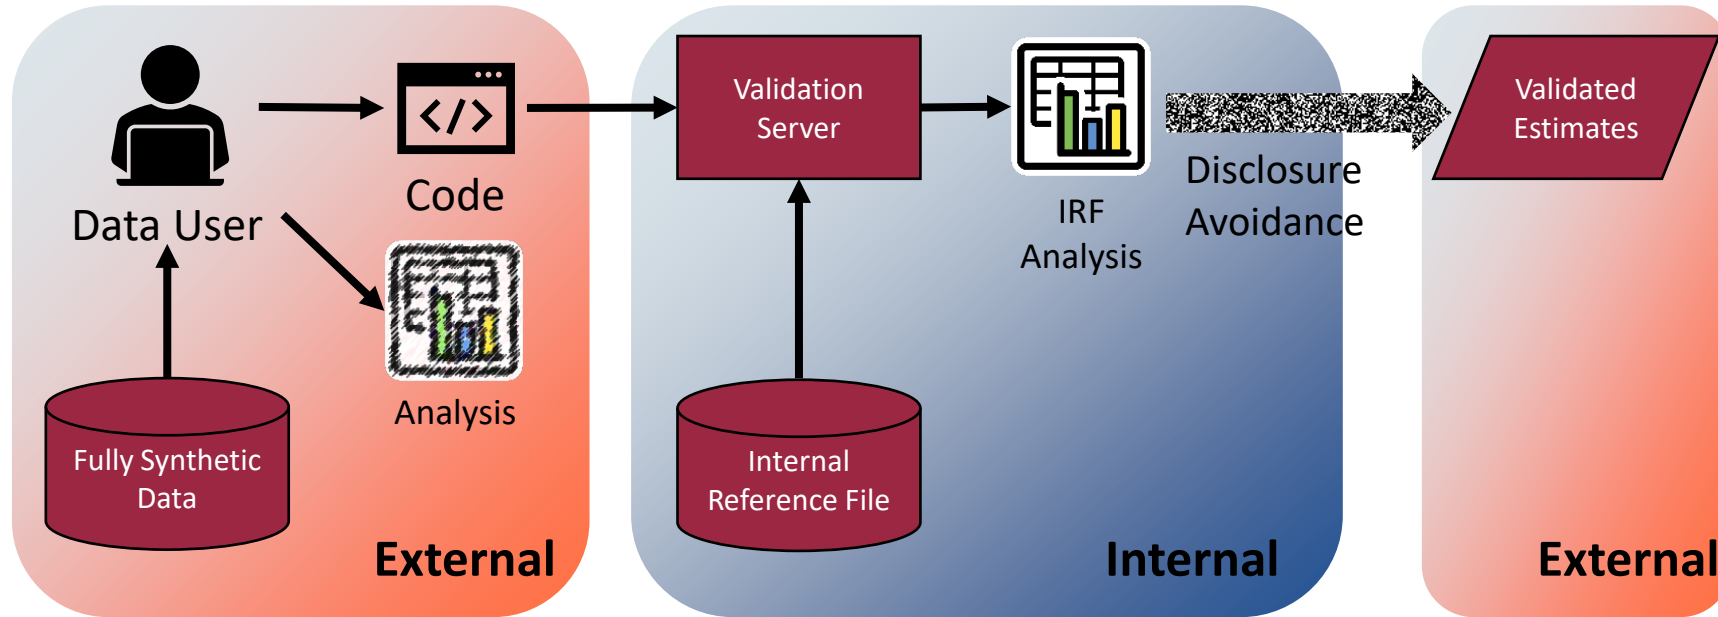 Data User
</>
Code
Analysis
Fully Synthetic
Data
External
Validation
Server
IRF
Analysis
Internal
Reference File
Internal
Disclosure
Avoidance
Validated
Estimates
External